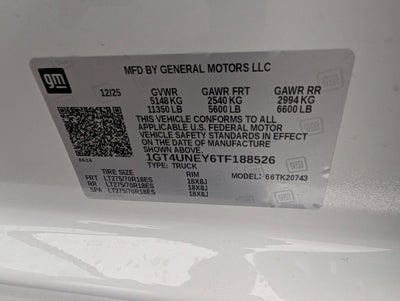 gm
MFD BY GENERAL MOTORS LLC
12/25 GVWR GAWR FRT GAWR RR
5148 KG 2540 KG 2994 KG
11350 LB 5600 LB 6600 LB
THIS VEHICLE CONFORMS TO ALL
APPLICABLE U.S. FEDERAL MOTOR
VEHICLE SAFETY STANDARDS IN
EFFECT ON THE DATE OF
MANUFACTURE SHOWN ABOVE.
1GT4UNEY6TF188526
TYPE: TRUCK
TIRE SIZE RIM MODEL: 66TK20743
FRT LT275/70R18ES 18X8J
RR LT275/70R18ES 18X8J
SPA LT275/70R18ES 18X8J